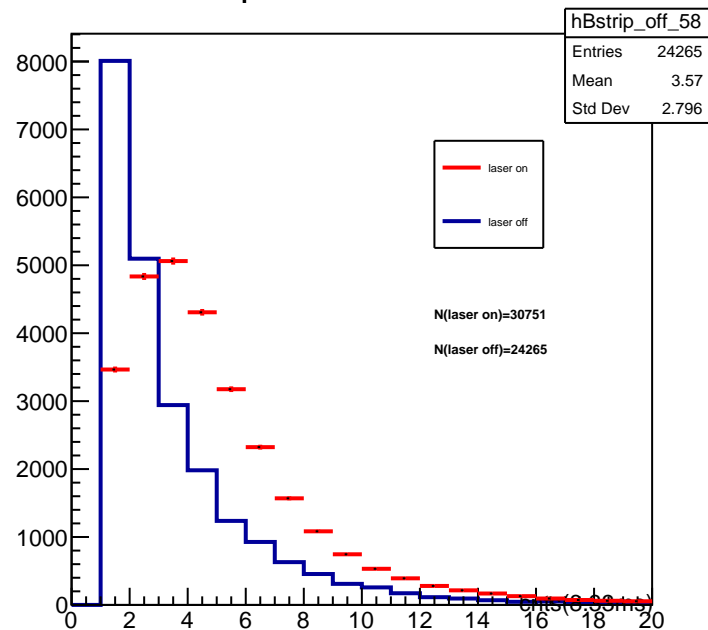 hBstrip_off_58
Entries 24265
Mean 3.57
Std Dev 2.796
8000
7000
6000
5000
4000
3000
2000
1000
0
laser on
laser off
N(laser on)=30751
N(laser off)=24265
0 2 4 6 8 10 12 14 16 18 20